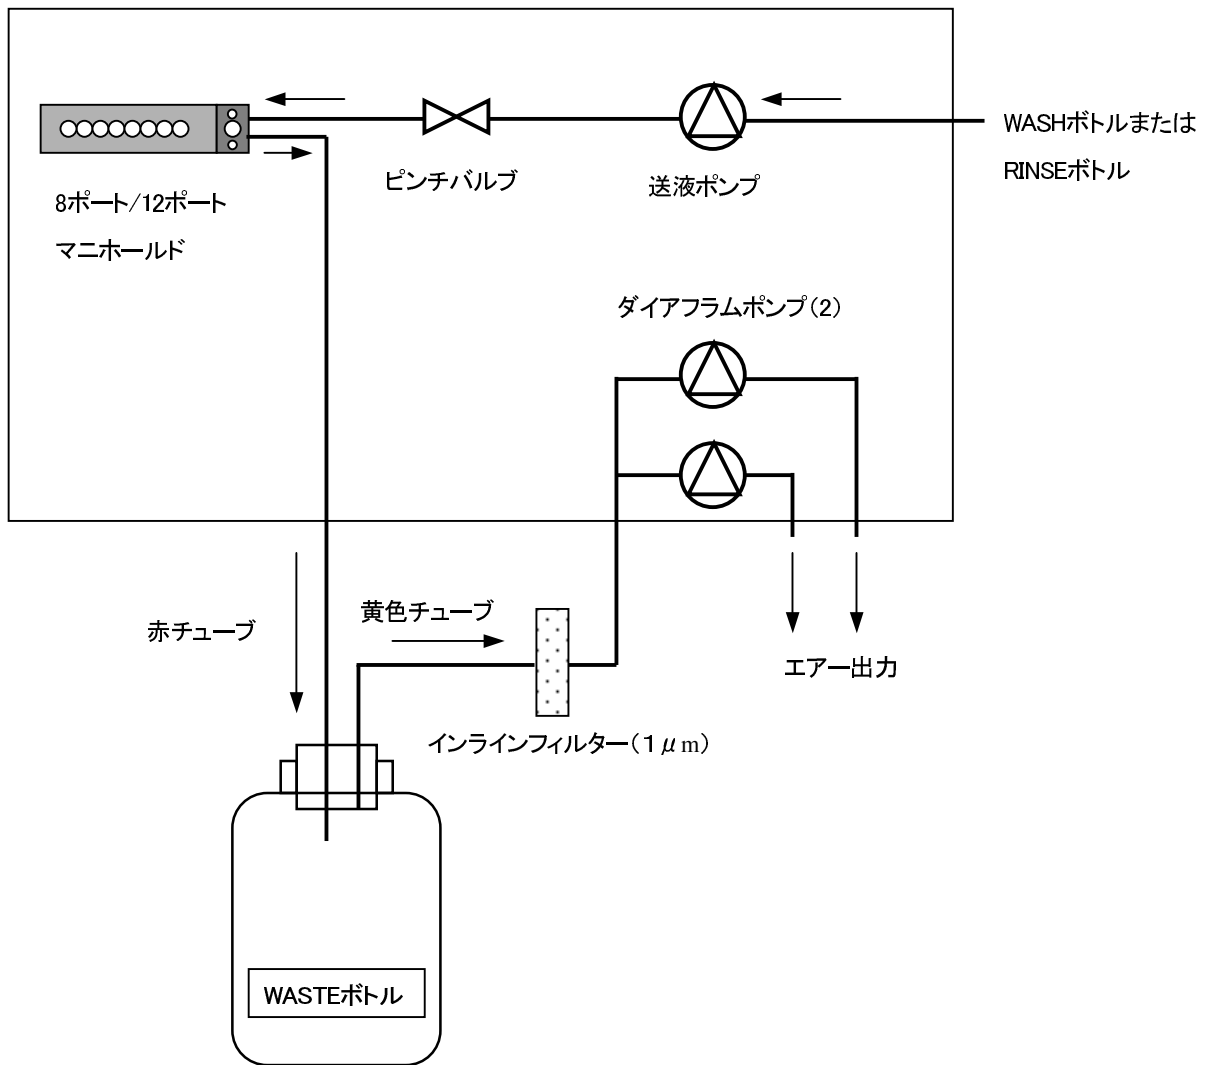 WASHボトルまたは
RINSEボトル
ピンチバルブ
送液ポンプ
8ポート/12ポート
マニホールド
ダイアフラムポンプ(2)
赤チューブ
黄色チューブ
エアー出力
インラインフィルター(1μm)
WASTEボトル